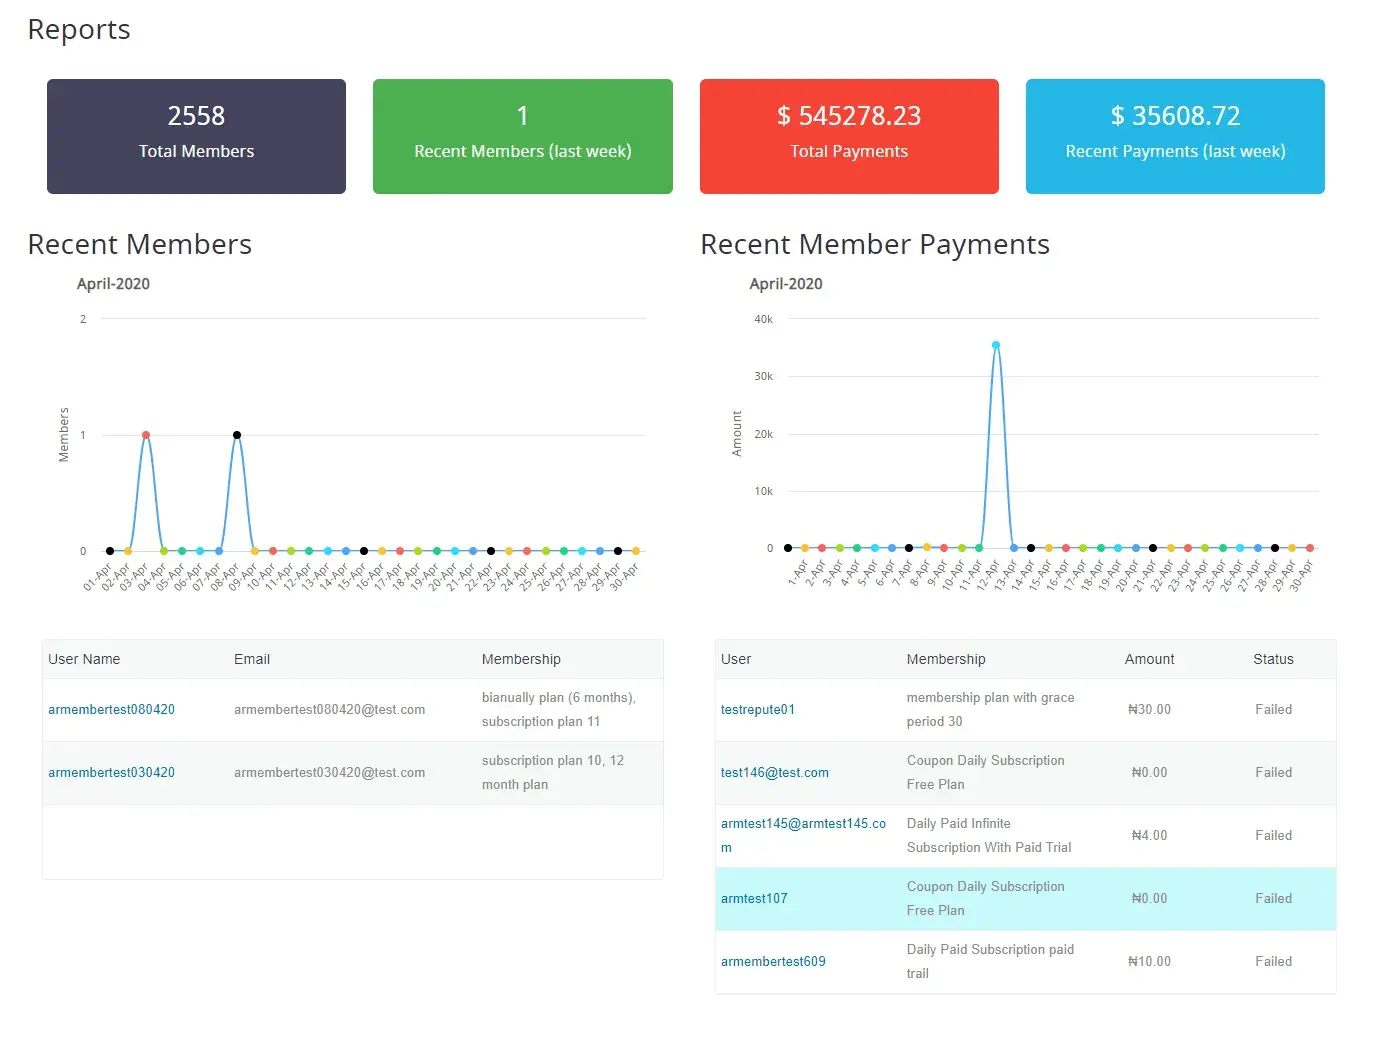 Reports
2558
Total Members
1
Recent Members (last week)
$ 545278.23
Total Payments
$ 35608.72
Recent Payments (last week)
Recent Members
April-2020
2
1
0
Members
01-Apr
02-Apr
03-Apr
04-Apr
05-Apr
06-Apr
07-Apr
08-Apr
09-Apr
10-Apr
11-Apr
12-Apr
13-Apr
14-Apr
15-Apr
16-Apr
17-Apr
18-Apr
19-Apr
20-Apr
21-Apr
22-Apr
23-Apr
24-Apr
25-Apr
26-Apr
27-Apr
28-Apr
29-Apr
30-Apr
Recent Member Payments
April-2020
40k
30k
20k
10k
0
Amount
1-Apr
2-Apr
3-Apr
4-Apr
5-Apr
6-Apr
7-Apr
8-Apr
9-Apr
10-Apr
11-Apr
12-Apr
13-Apr
14-Apr
15-Apr
16-Apr
17-Apr
18-Apr
19-Apr
20-Apr
21-Apr
22-Apr
23-Apr
24-Apr
25-Apr
26-Apr
27-Apr
28-Apr
29-Apr
30-Apr
User Name Email Membership
armembertest080420 armembertest080420@test.com bianually plan (6 months),
subscription plan 11
armembertest030420 armembertest030420@test.com subscription plan 10, 12
month plan
User Membership Amount Status
testrepute01 membership plan with grace ₦30.00 Failed
period 30
test146@test.com Coupon Daily Subscription ₦0.00 Failed
Free Plan
armtest145@armtest145.co Daily Paid Infinite ₦4.00 Failed
m Subscription With Paid Trial
armtest107 Coupon Daily Subscription ₦0.00 Failed
Free Plan
armembertest609 Daily Paid Subscription paid ₦10.00 Failed
trail